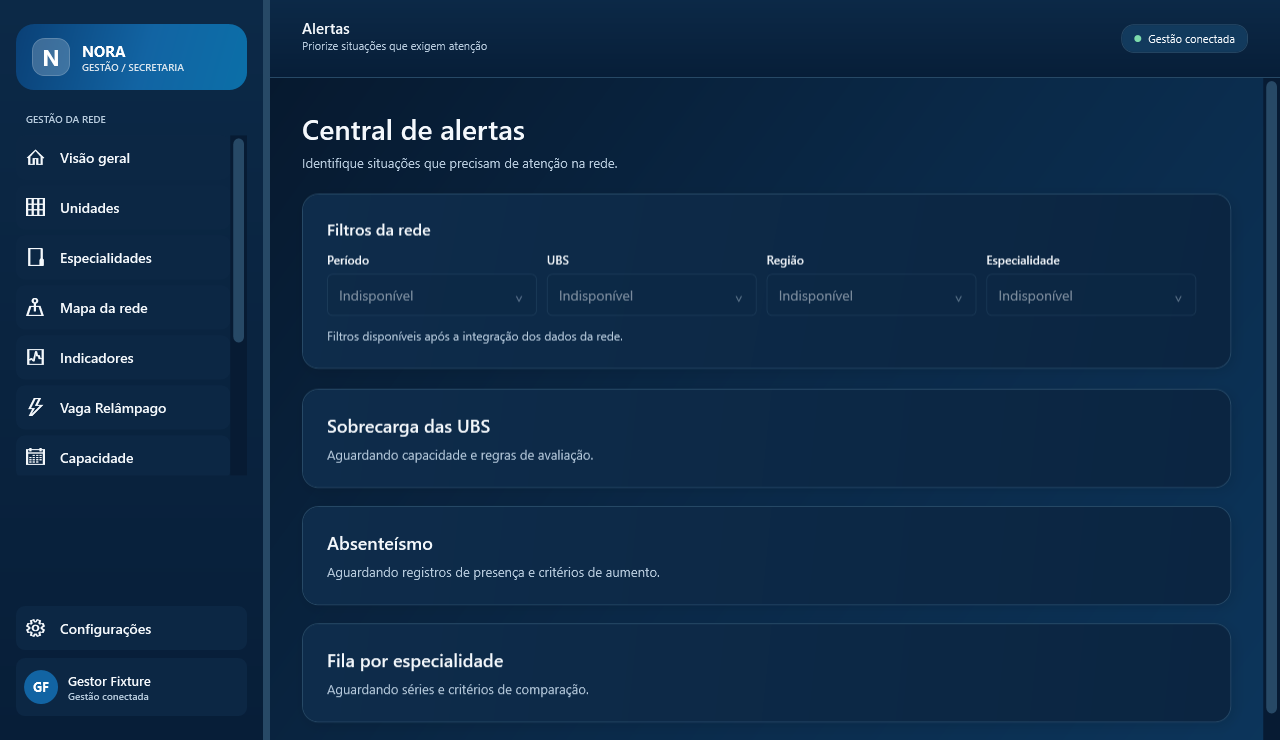 N
NORA
GESTÃO / SECRETARIA
GESTÃO DA REDE
Visão geral
Unidades
Especialidades
Mapa da rede
Indicadores
Vaga Relâmpago
Capacidade
Configurações
GF
Gestor Fixture
Gestão conectada
Alertas
Priorize situações que exigem atenção
Gestão conectada
Central de alertas
Identifique situações que precisam de atenção na rede.
Filtros da rede
Período UBS Região Especialidade
Indisponível Indisponível Indisponível Indisponível
Filtros disponíveis após a integração dos dados da rede.
Sobrecarga das UBS
Aguardando capacidade e regras de avaliação.
Absenteísmo
Aguardando registros de presença e critérios de aumento.
Fila por especialidade
Aguardando séries e critérios de comparação.